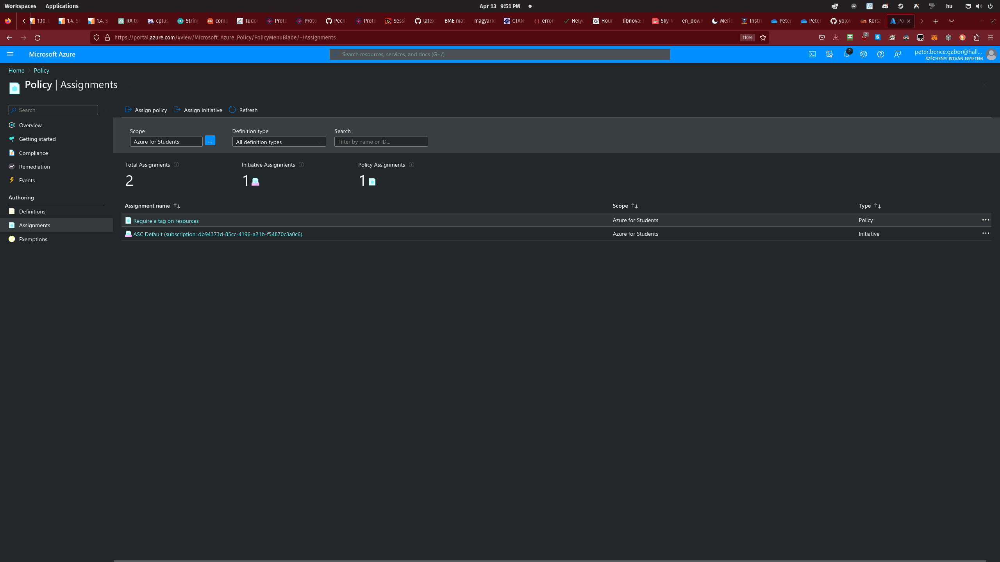 Workspaces Applications Apr 13 9:51 PM hu
1.10. 1.4. 1.4. RA to cplus String comp Tudo Proto Proto Pecne Proto Sessi latex BME mat magyarld CTAN: errors Helye Hour libnova: Sky-W en_down Merid Instru Peter Peter yolov Korsz Pol
https://portal.azure.com/#view/Microsoft_Azure_Policy/PolicyMenuBlade/~/Assignments 110% 2
Microsoft Azure Search resources, services, and docs (G+/) 2 peter.bence.gabor@hall...
SZÉCHENYI ISTVÁN EGYETEM
Home Policy
Policy | Assignments
Search Assign policy Assign initiative Refresh
Overview
Getting started
Compliance
Remediation
Events
Authoring
Definitions
Assignments
Exemptions
Scope Definition type Search
Azure for Students ... All definition types Filter by name or ID...
Total Assignments Initiative Assignments Policy Assignments
2 1 1
Assignment name Scope Type
Require a tag on resources Azure for Students Policy
ASC Default (subscription: db94373d-85cc-4196-a21b-f54870c3a0c6) Azure for Students Initiative